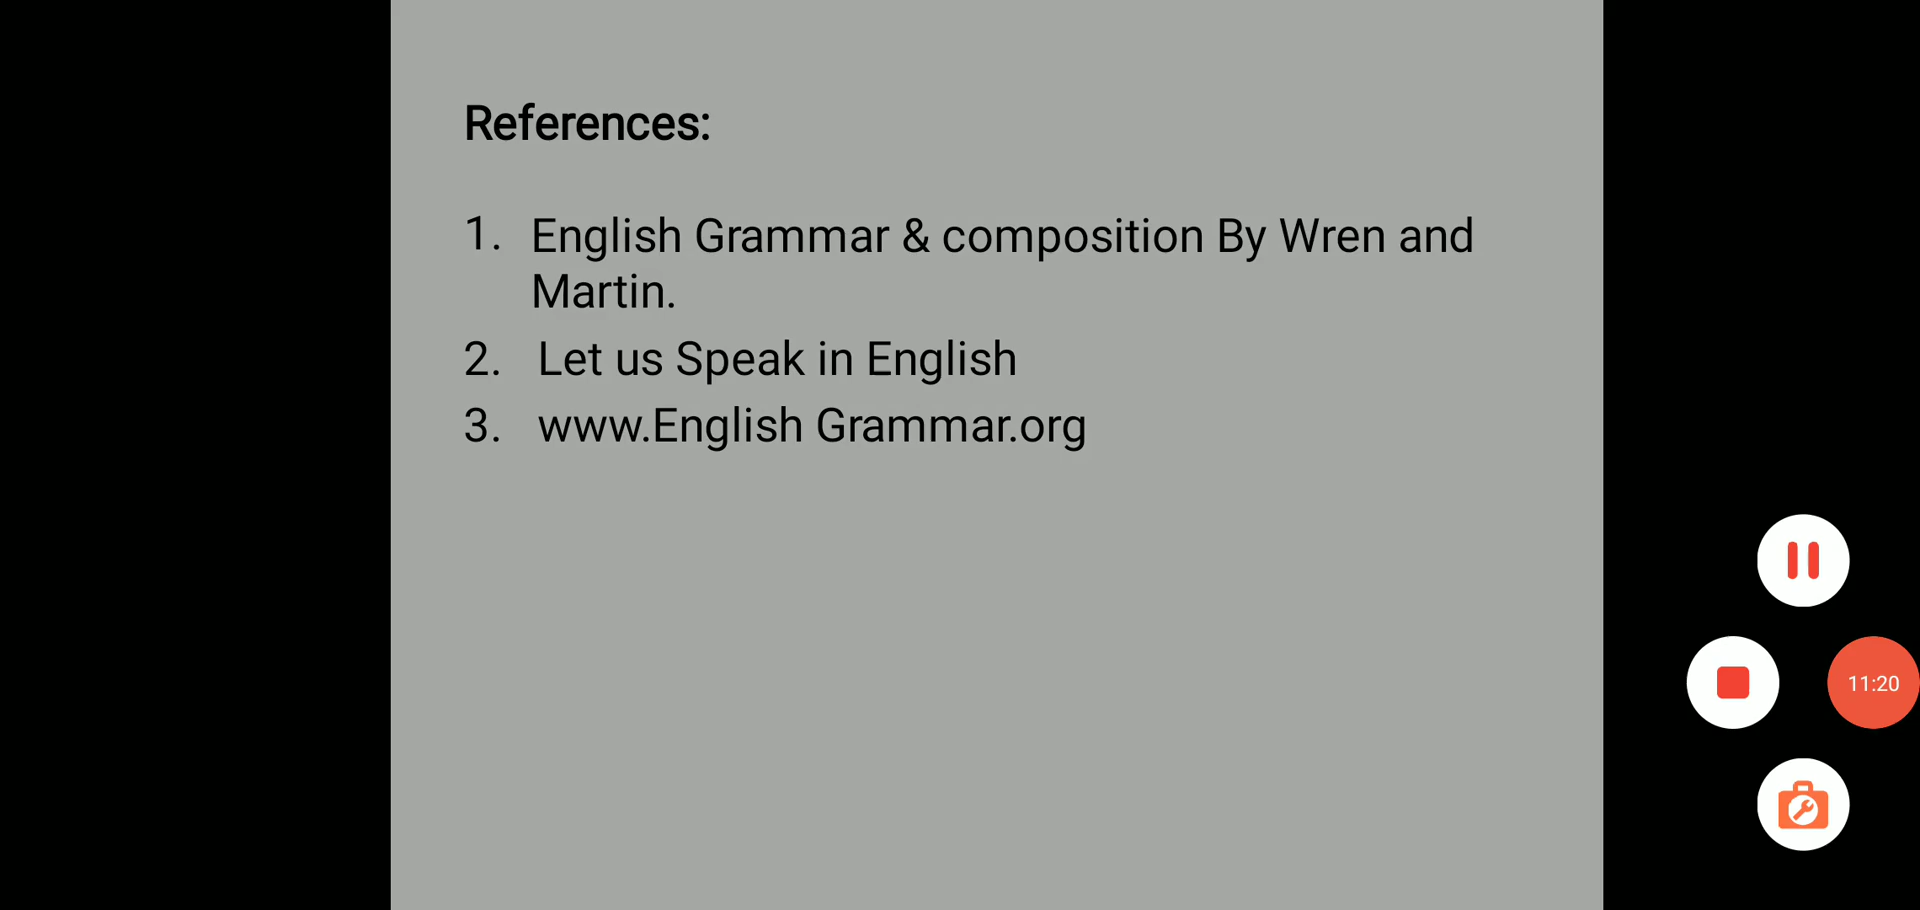 References:
1. English Grammar & composition By Wren and
Martin.
2. Let us Speak in English
3. www.English Grammar.org
11:20